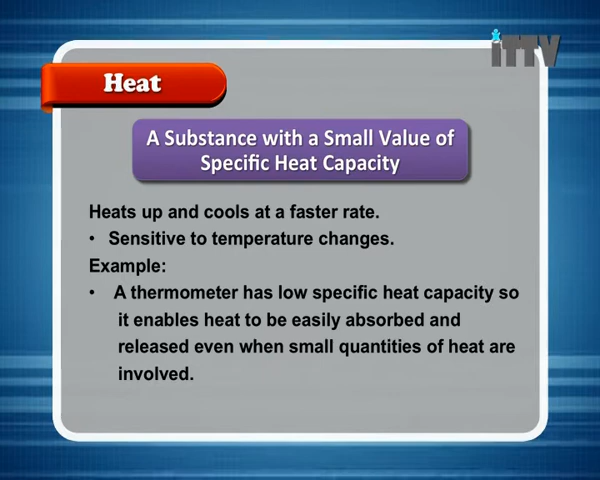 iTTV
Heat
A Substance with a Small Value of
Specific Heat Capacity
Heats up and cools at a faster rate.
• Sensitive to temperature changes.
Example:
• A thermometer has low specific heat capacity so
it enables heat to be easily absorbed and
released even when small quantities of heat are
involved.